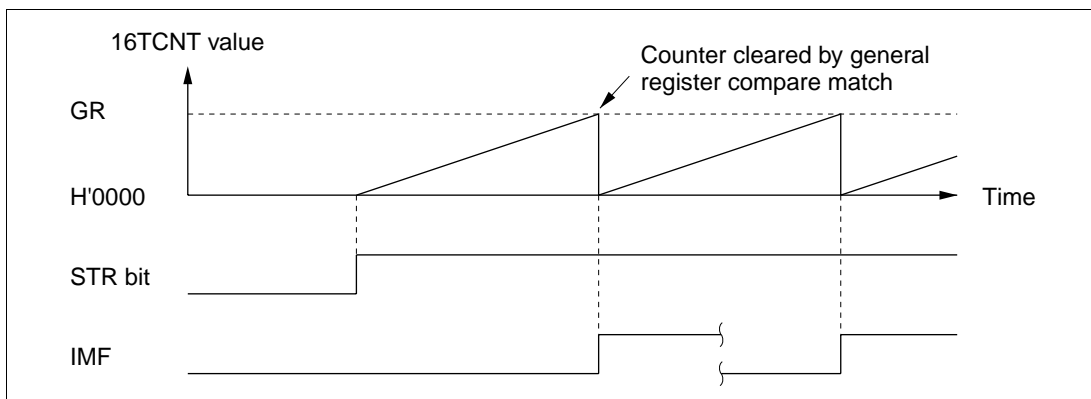 16TCNT value
Counter cleared by general
register compare match
GR
H'0000
Time
STR bit
IMF